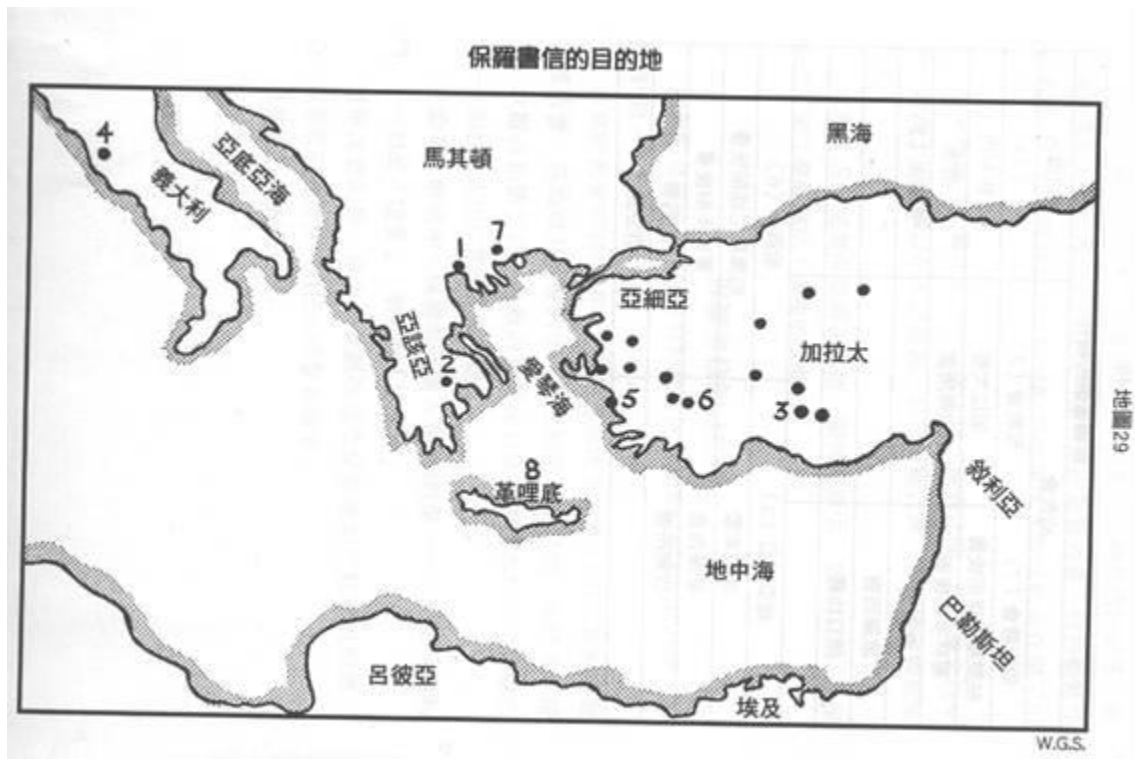 保羅書信的目的地
黑海
馬其頓
4
亞底亞海
義大利
7
1
亞細亞
加拉太
亞該亞
2
愛琴海
5
6
3
地圖29
8
革哩底
敘利亞
地中海
巴勒斯坦
呂彼亞
埃及
W.G.S.